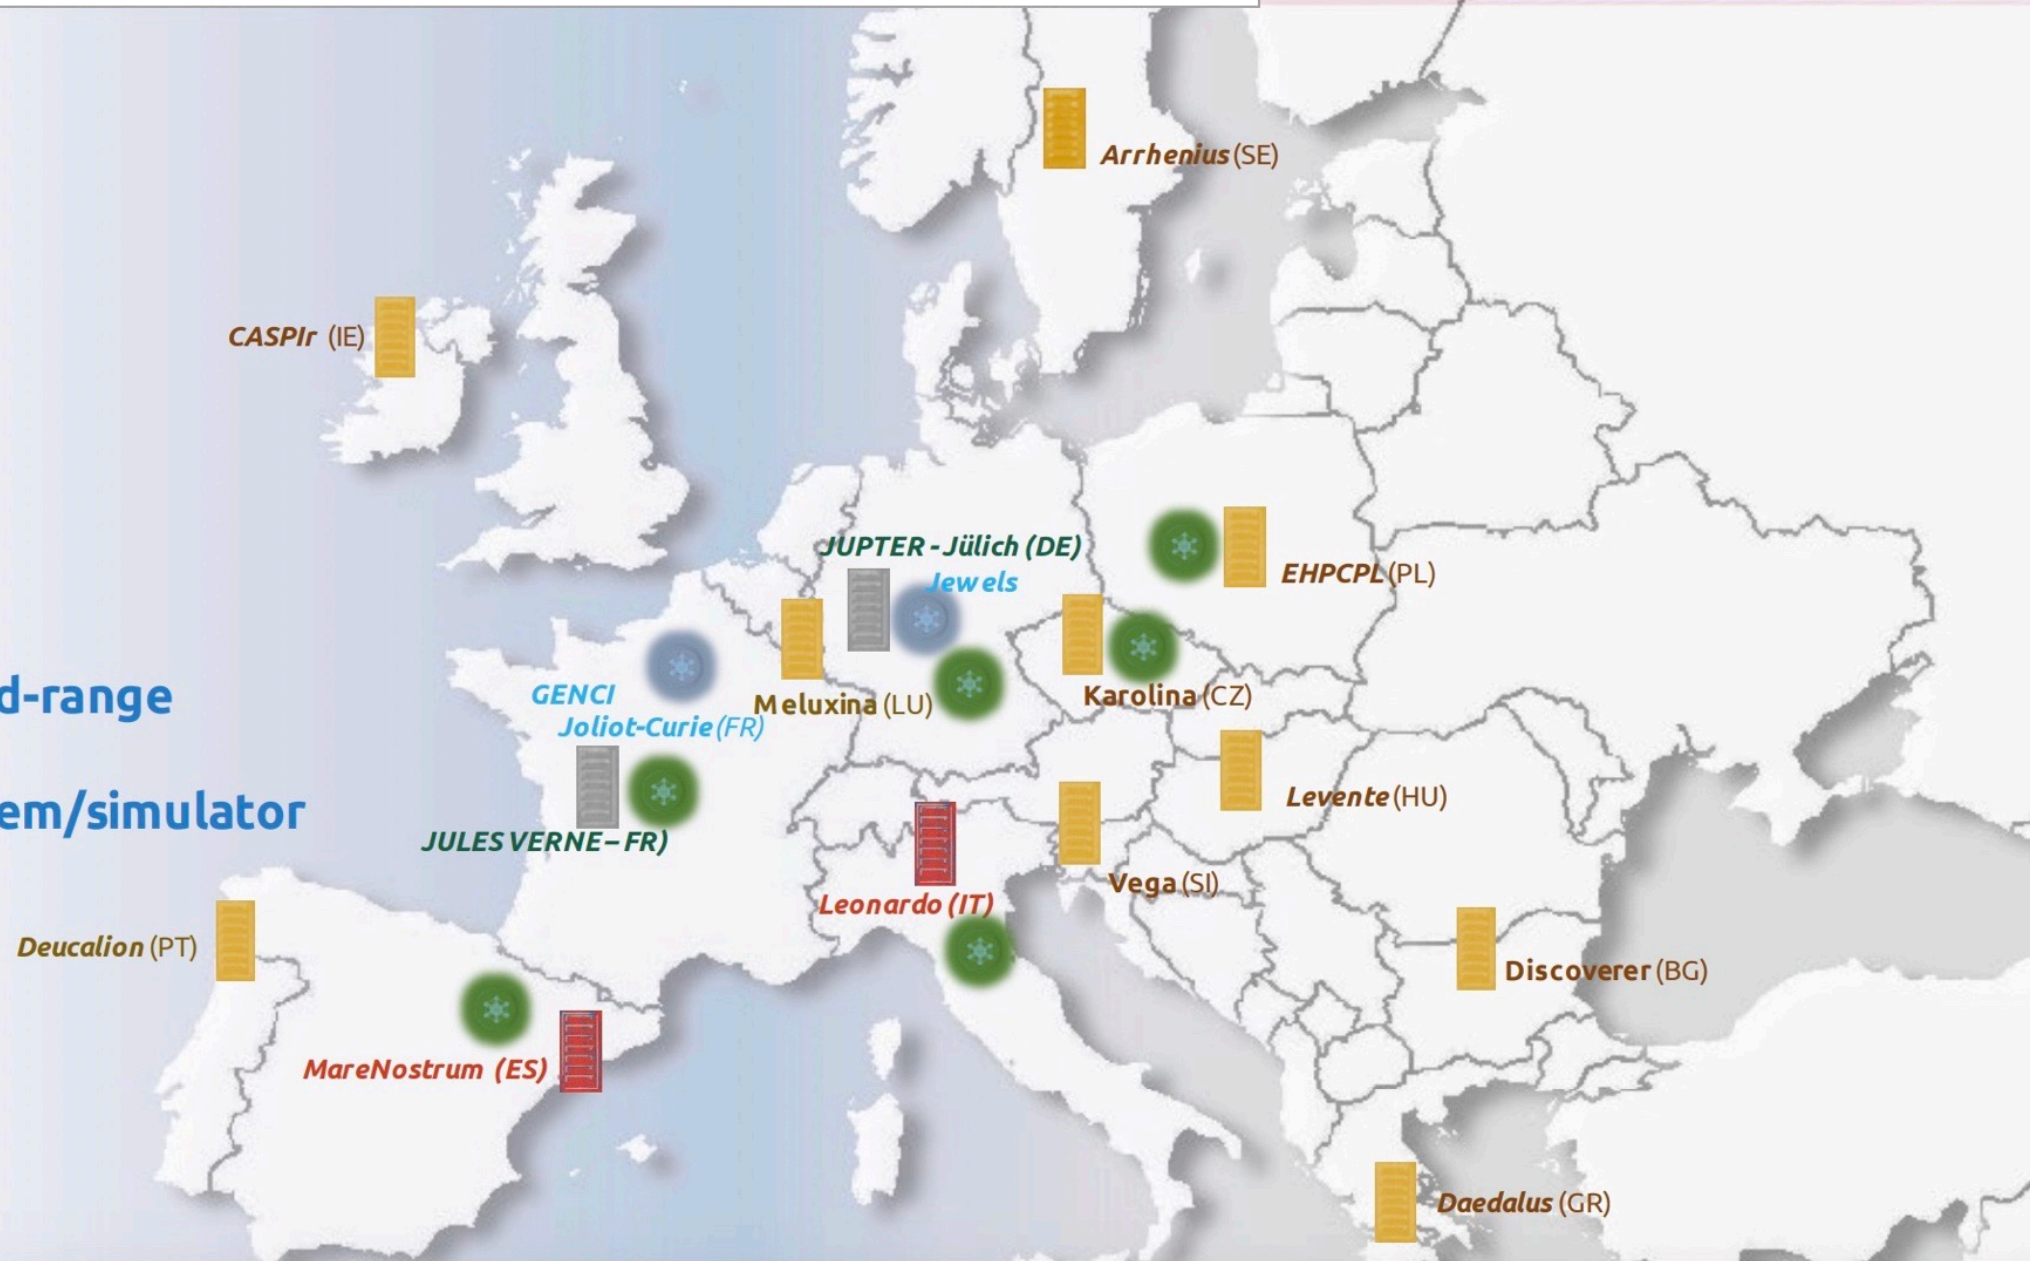 Arrhenius (SE)
CASPIr (IE)
JUPTER - Jülich (DE)
Jewels
EHPCPL (PL)
d-range
GENCI
Joliot-Curie (FR)
Meluxina (LU)
Karolina (CZ)
em/simulator
JULES VERNE – FR)
Levente (HU)
Vega (SI)
Leonardo (IT)
Deucalion (PT)
Discoverer (BG)
MareNostrum (ES)
Daedalus (GR)